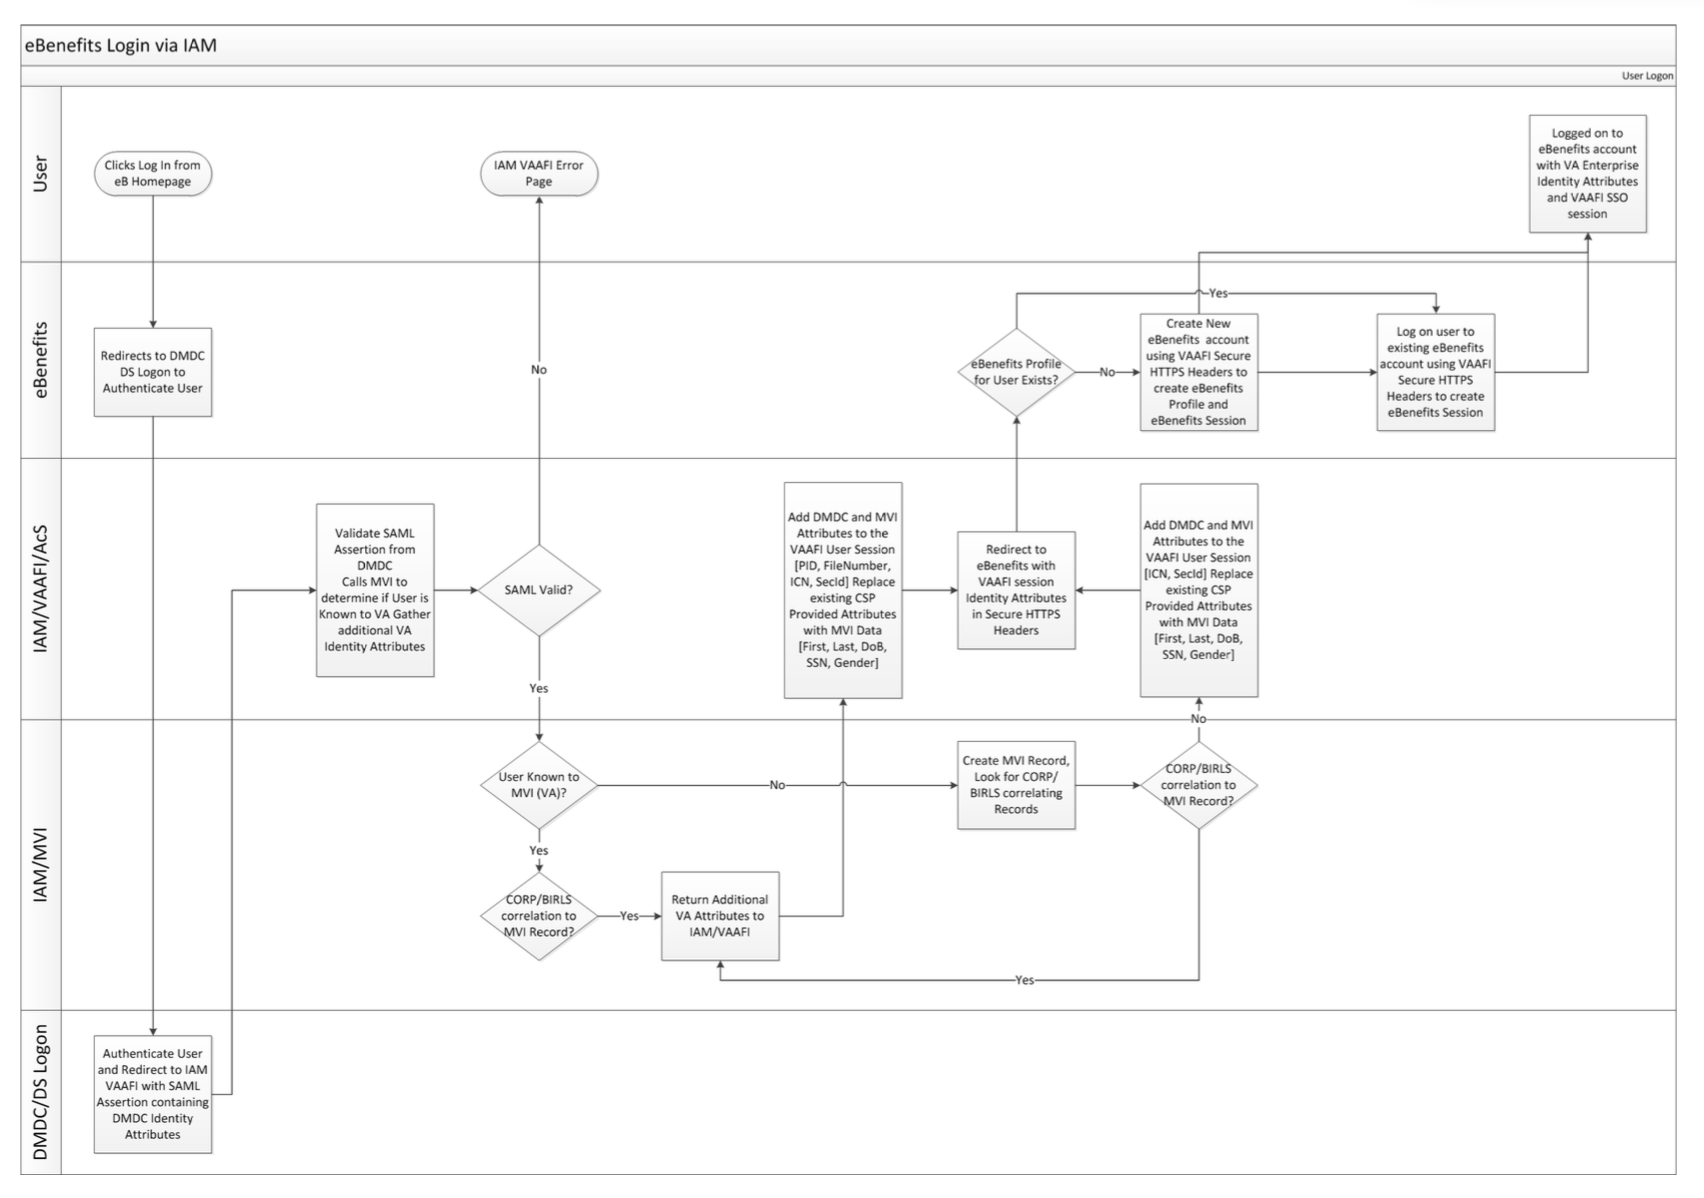 eBenefits Login via IAM
User Logon
User
Clicks Log In from
eB Homepage
IAM VAAFI Error
Page
Logged on to
eBenefits account
with VA Enterprise
Identity Attributes
and VAAFI SSO
session
eBenefits
Redirects to DMDC
DS Logon to
Authenticate User
No
eBenefits Profile
for User Exists?
Yes
No
Create New
eBenefits account
using VAAFI Secure
HTTPS Headers to
create eBenefits
Profile and
eBenefits Session
Log on user to
existing eBenefits
account using VAAFI
Secure HTTPS
Headers to create
eBenefits Session
IAM/VAAFI/AcS
Validate SAML
Assertion from
DMDC
Calls MVI to
determine if User is
Known to VA Gather
additional VA
Identity Attributes
SAML Valid?
Yes
Add DMDC and MVI
Attributes to the
VAAFI User Session
[PID, FileNumber,
ICN, SecId] Replace
existing CSP
Provided Attributes
with MVI Data
[First, Last, DoB,
SSN, Gender]
Redirect to
eBenefits with
VAAFI session
Identity Attributes
in Secure HTTPS
Headers
Add DMDC and MVI
Attributes to the
VAAFI User Session
[ICN, SecId] Replace
existing CSP
Provided Attributes
with MVI Data
[First, Last, DoB,
SSN, Gender]
No
IAM/MVI
User Known to
MVI (VA)?
No
Create MVI Record,
Look for CORP/
BIRLS correlating
Records
CORP/BIRLS
correlation to
MVI Record?
Yes
CORP/BIRLS
correlation to
MVI Record?
Yes
Return Additional
VA Attributes to
IAM/VAAFI
Yes
DMDC/DS Logon
Authenticate User
and Redirect to IAM
VAAFI with SAML
Assertion containing
DMDC Identity
Attributes